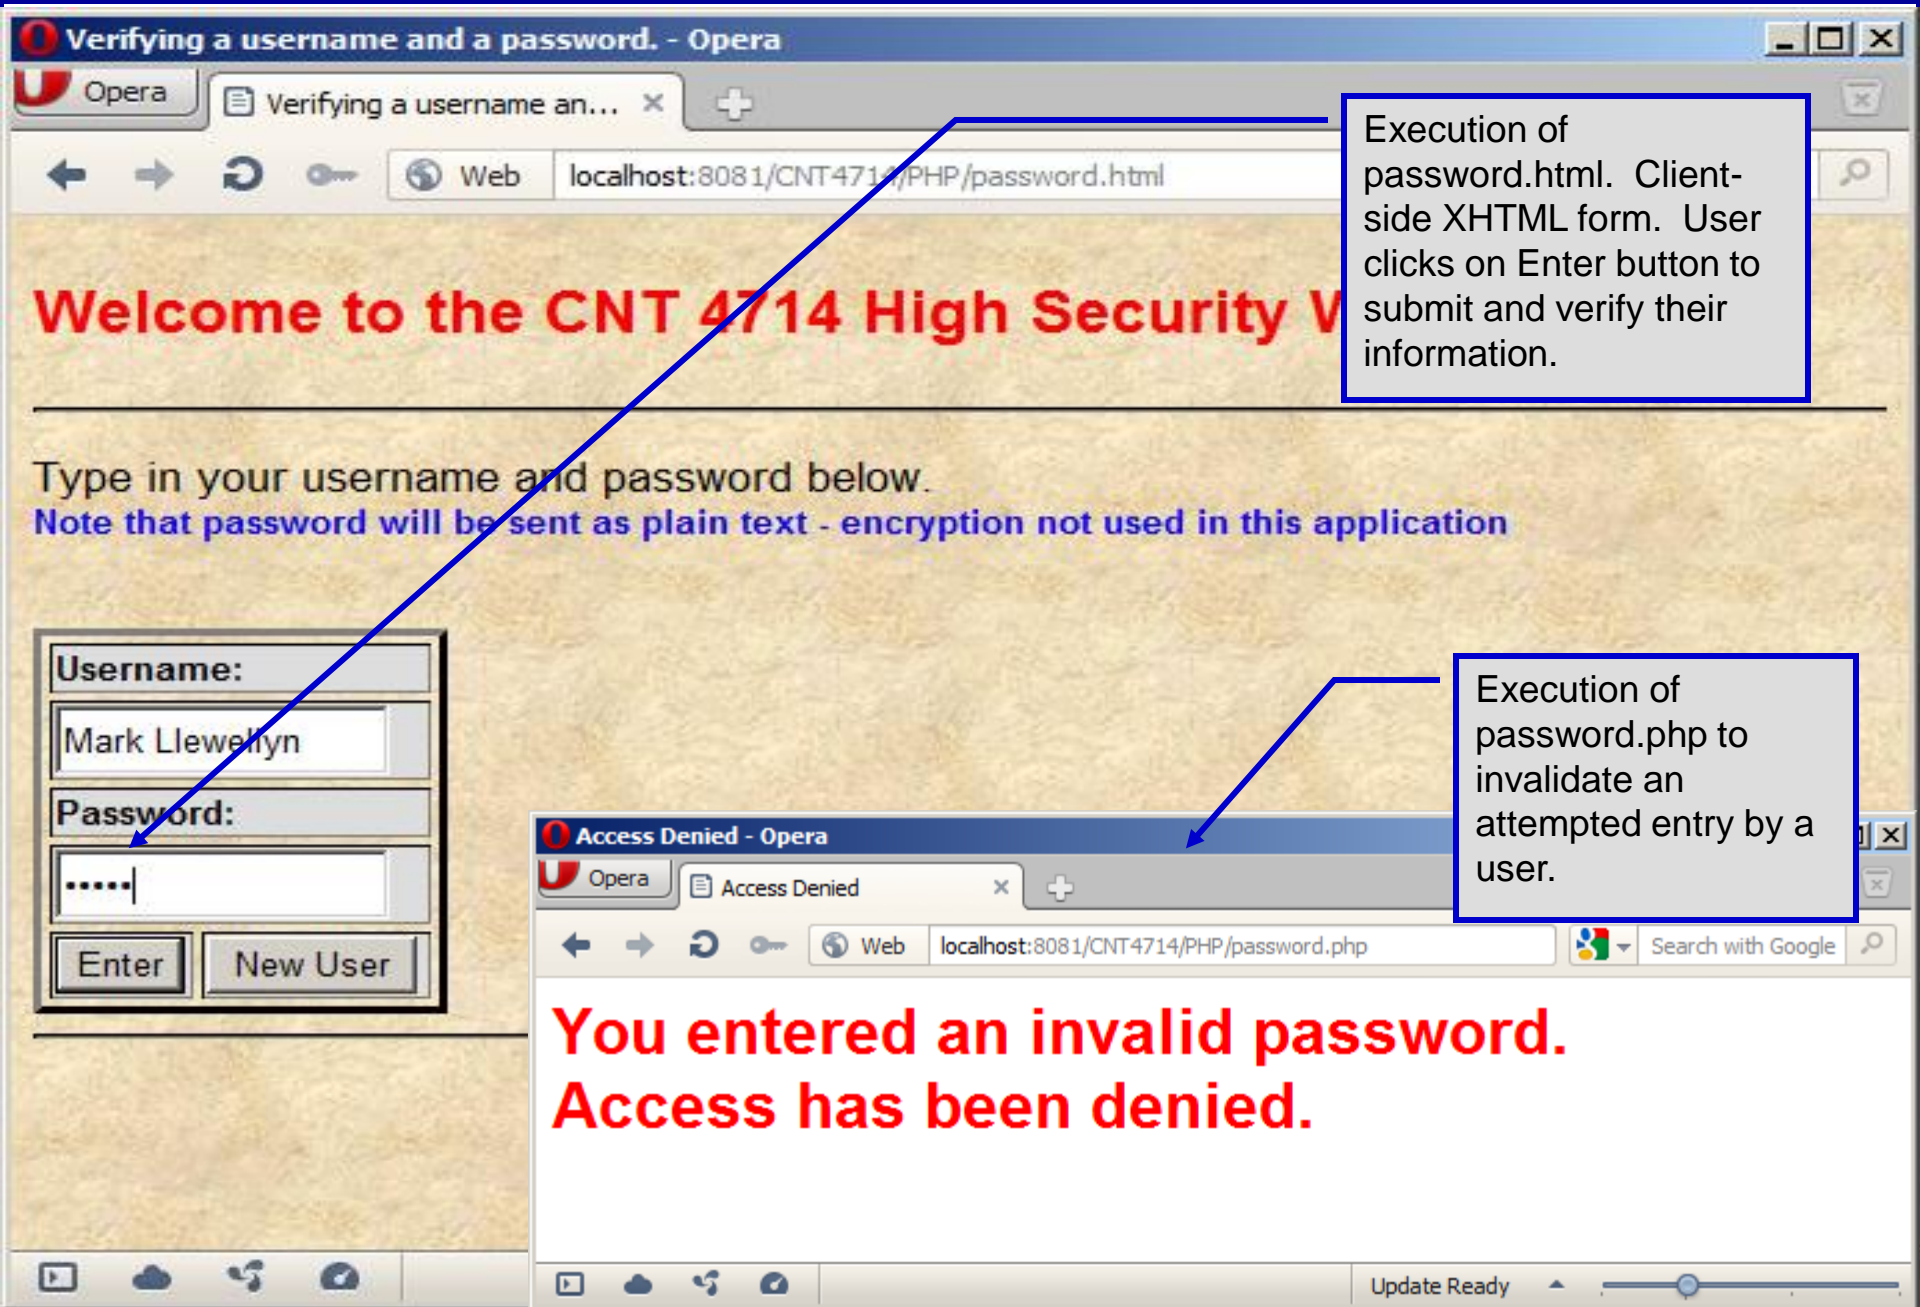 Verifying a username and a password. - Opera
Opera
Verifying a username an...
Web
localhost:8081/CNT4714/PHP/password.html
Execution of
password.html. Client-
side XHTML form. User
clicks on Enter button to
submit and verify their
information.
Welcome to the CNT 4714 High Security
Type in your username and password below.
Note that password will be sent as plain text - encryption not used in this application
Username:
Mark Llewellyn
Password:
•••••
Enter
New User
Execution of
password.php to
invalidate an
attempted entry by a
user.
Access Denied - Opera
Opera
Access Denied
Web
localhost:8081/CNT4714/PHP/password.php
Search with Google
You entered an invalid password.
Access has been denied.
Update Ready